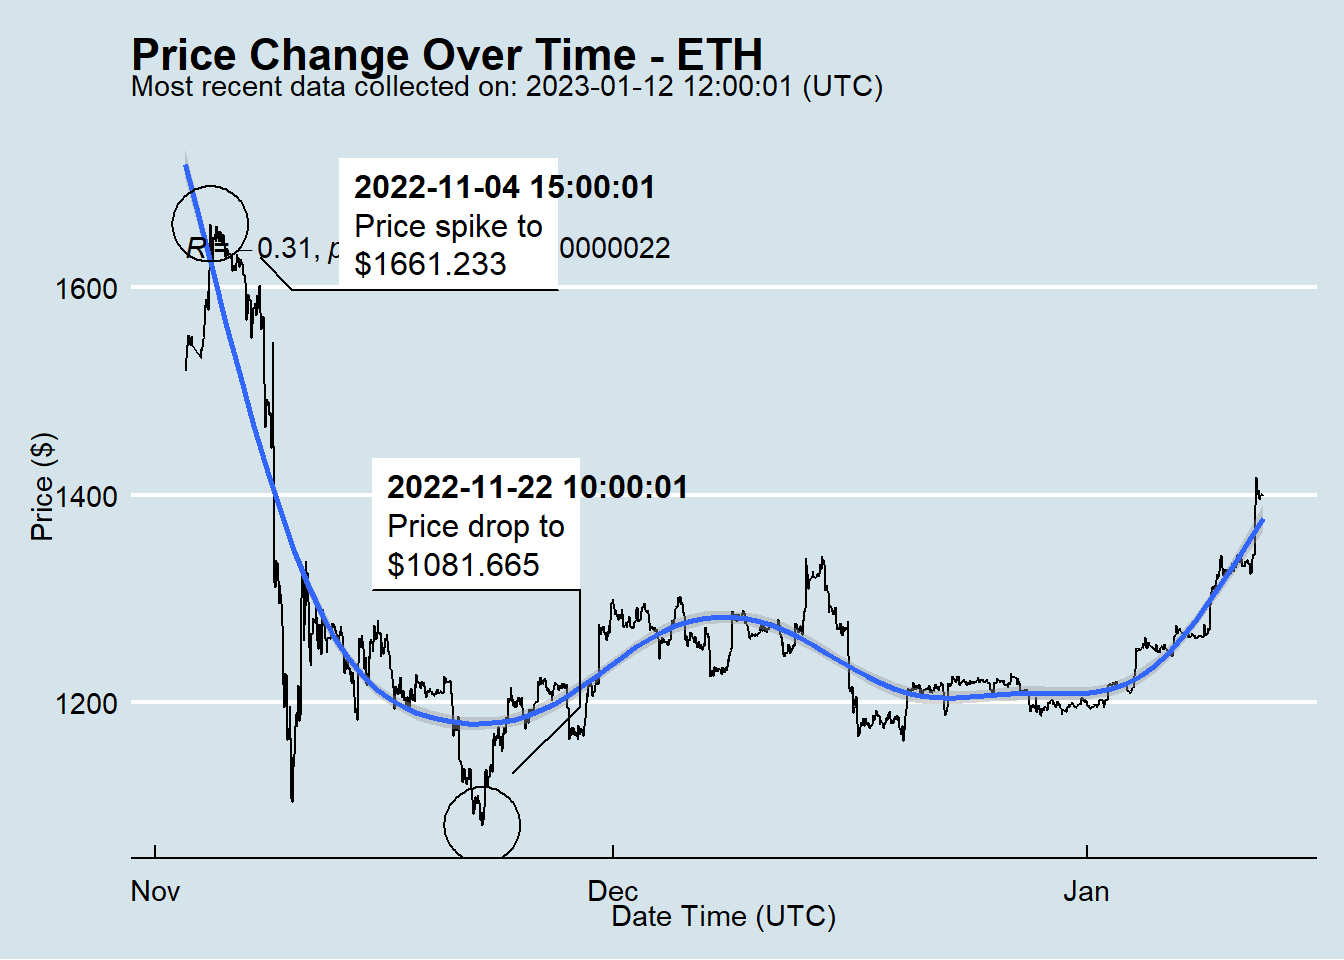 Price Change Over Time - ETH
Most recent data collected on: 2023-01-12 12:00:01 (UTC)
2022-11-04 15:00:01
Price spike to
$1661.233
0.31, p
0000022
1600
2022-11-22 10:00:01
Price drop to
$1081.665
1400
1200
Price ($)
Nov
Dec
Jan
Date Time (UTC)